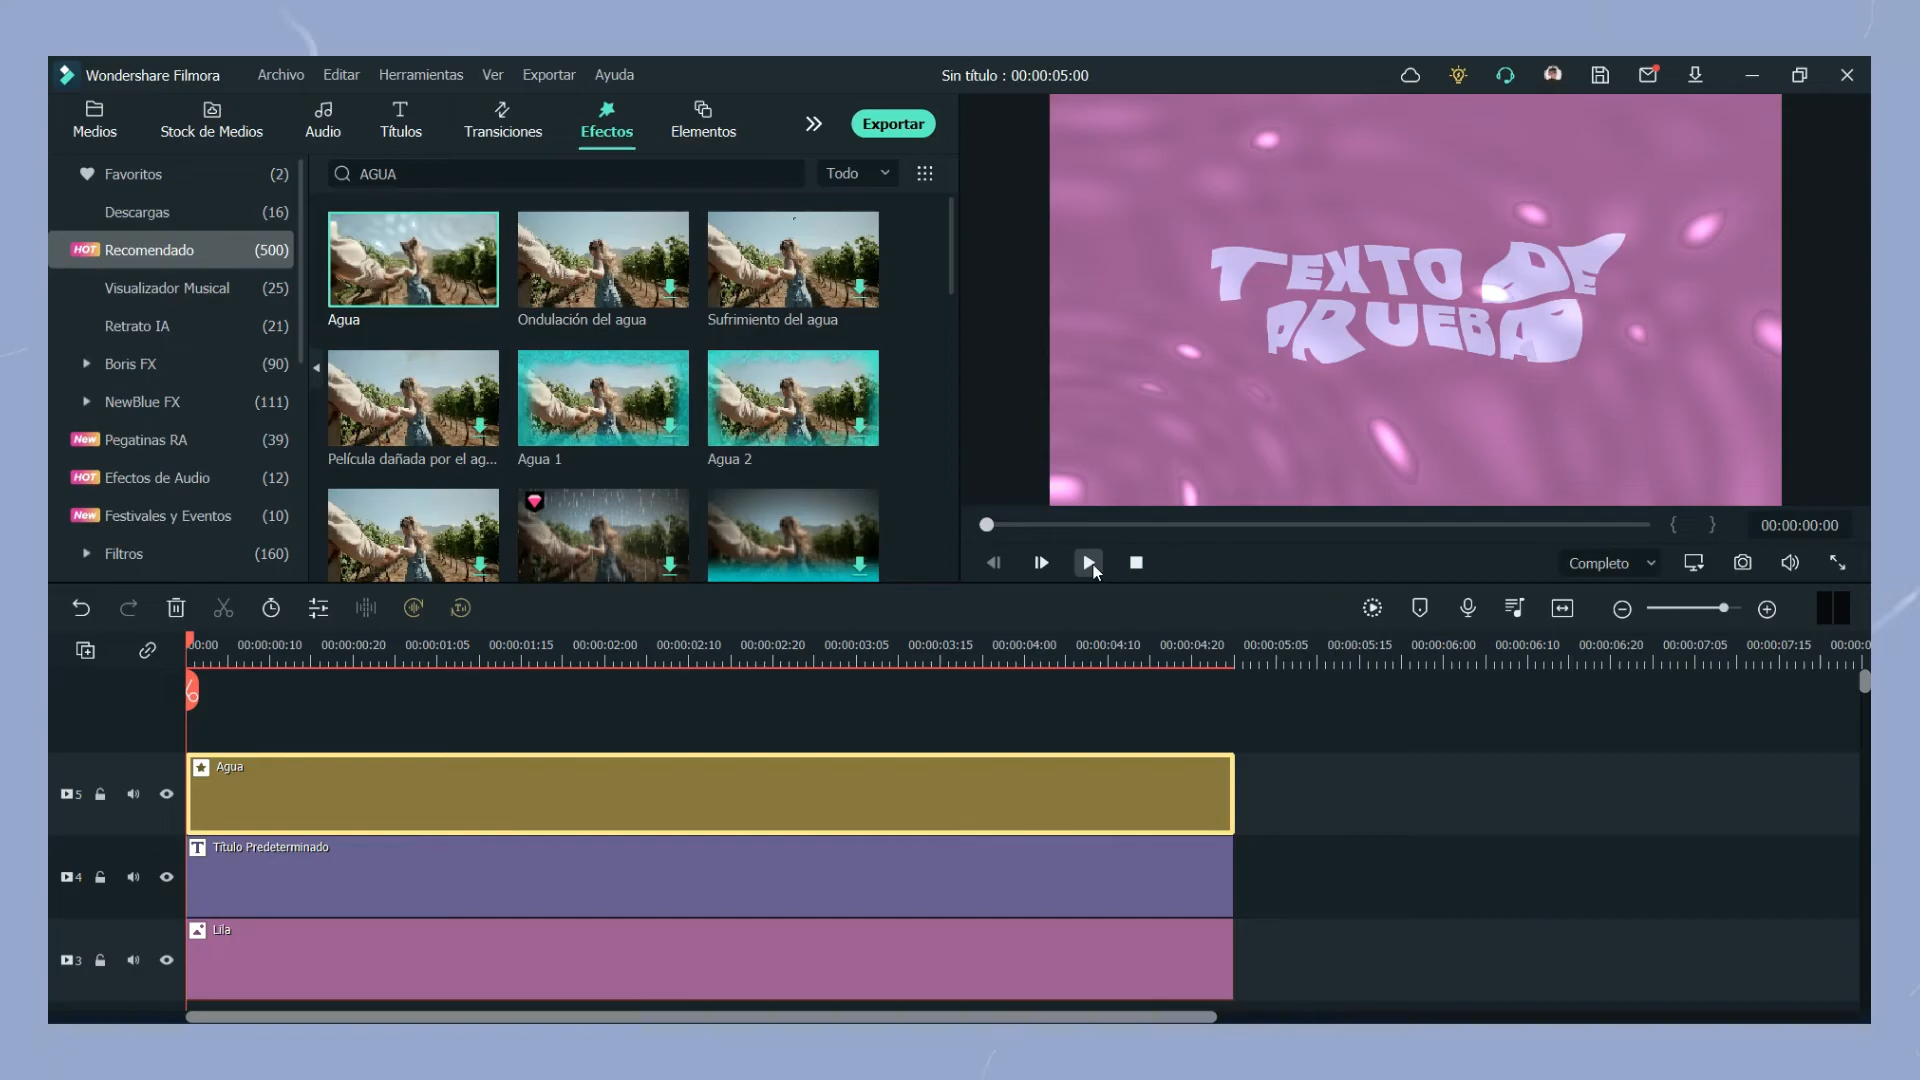 Wondershare Filmora
Archivo
Editar
Herramientas
Ver
Exportar
Ayuda
Sin título : 00:00:05:00
Medios
Stock de Medios
Audio
Títulos
Transiciones
Efectos
Elementos
Exportar
Favoritos (2)
Descargas (16)
HOT Recomendado (500)
Visualizador Musical (25)
Retrato IA (21)
Boris FX (90)
NewBlue FX (111)
New Pegatinas RA (39)
HOT Efectos de Audio (12)
New Festivales y Eventos (10)
Filtros (160)
AGUA
Todo
Agua
Ondulación del agua
Sufrimiento del agua
Película dañada por el ag...
Agua 1
Agua 2
TEXTO DE
PRUEBA
00:00:00:00
Completo
00:00 00:00:00:10 00:00:00:20 00:00:01:05 00:00:01:15 00:00:02:00 00:00:02:10 00:00:02:20 00:00:03:05 00:00:03:15 00:00:04:00 00:00:04:10 00:00:04:20 00:00:05:05 00:00:05:15 00:00:06:00 00:00:06:10 00:00:06:20 00:00:07:05 00:00:07:15 00:00:0
5
Agua
4
Título Predeterminado
3
Lila